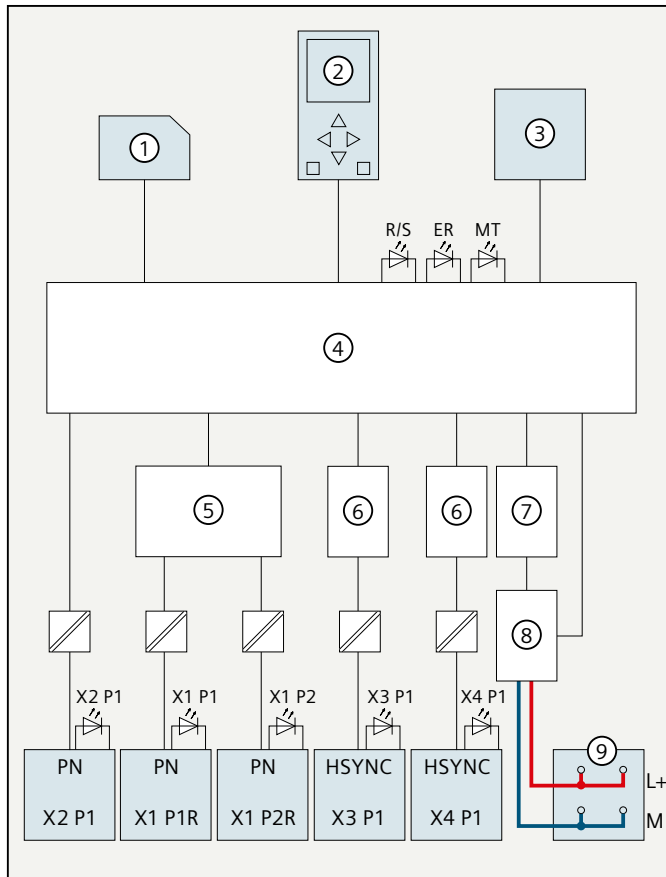 ②
①
③
R/S ER MT
④
⑤
⑥
⑥
⑦
⑧
X2 P1
X1 P1
X1 P2
X3 P1
X4 P1
⑨
PN
PN
PN
HSYNC
HSYNC
L+
X2 P1
X1 P1R
X1 P2R
X3 P1
X4 P1
M